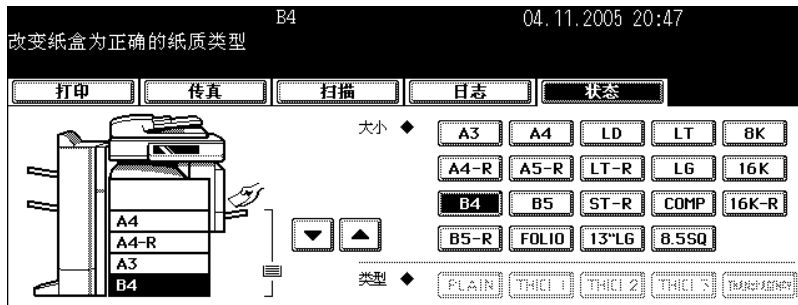 B4 04.11.2005 20:47
改变纸盒为正确的纸质类型
打印 传真 扫描 日志 状态
大小 ◆ A3 A4 LD LT 8K
A4-R A5-R LT-R LG 16K
B4 B5 ST-R COMP 16K-R
B5-R FOLIO 13"LG 8.5SQ
A4
A4-R
A3
B4
类型 ◆ PLAIN THICK 1 THICK 2 THICK 3 TRANSPARENCY